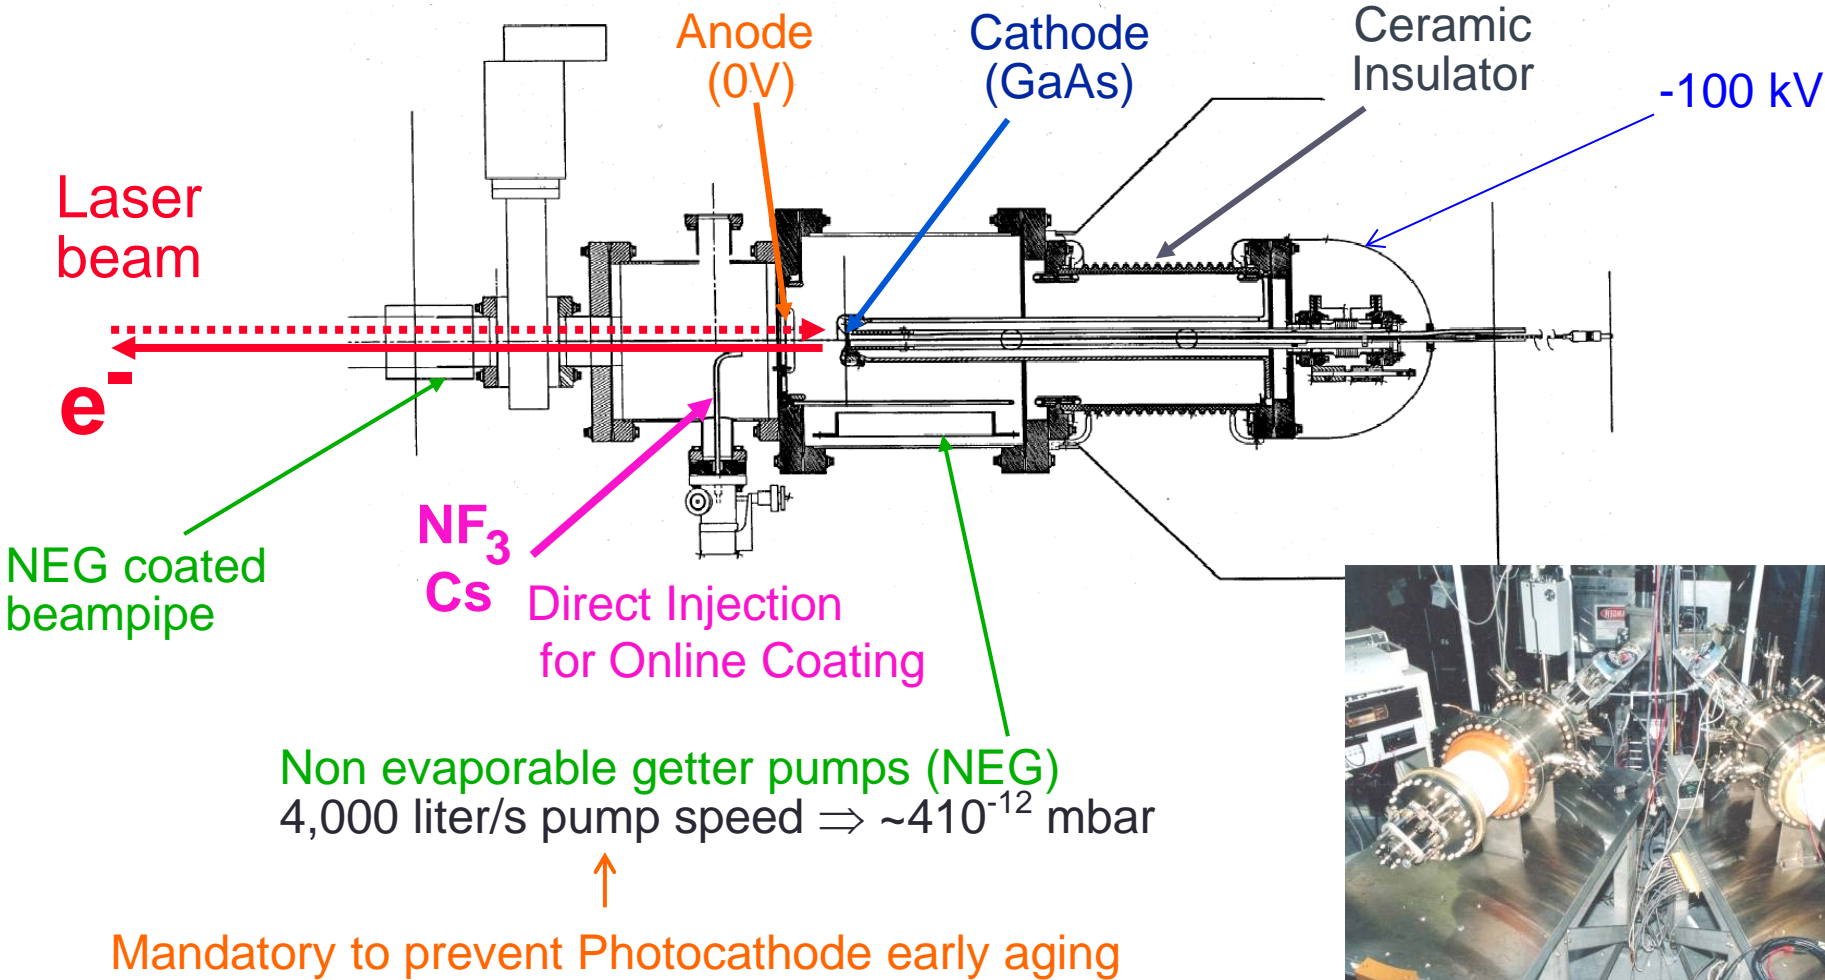 Anode
(0V)
Cathode
(GaAs)
Ceramic
Insulator
-100 kV
Laser
beam
e-
NEG coated
beampipe
NF3
Cs
Direct Injection
for Online Coating
Non evaporable getter pumps (NEG)
4,000 liter/s pump speed ⇒ ~410-12 mbar
Mandatory to prevent Photocathode early aging
DANGER